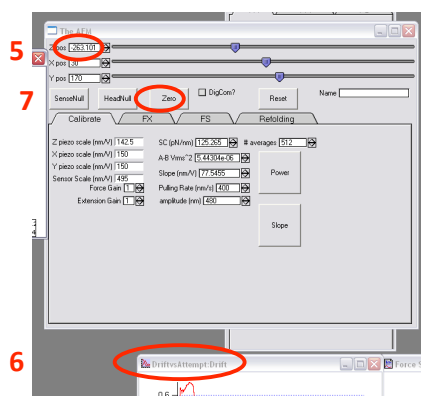 The AFM
5
Z pos -263.101
X pos 30
Y pos 170
7
SenseNull HeadNull Zero DigCom? Reset Name
Calibrate FX FS Refolding
Z piezo scale (nm/V) 142.5 SC (pN/nm) 125.265 # averages 512
X piezo scale (nm/V) 150
Y piezo scale (nm/V) 150 A-B Vrms^2 5.44304e-06
Sensor Scale (nm/V) 495 Slope (nm/V) 77.5455 Power
Force Gain 1 Pulling Rate (nm/s) 400
Extension Gain 1 amplitude (nm) 480
Slope
6
DriftvsAttempt:Drift Force S
0.6